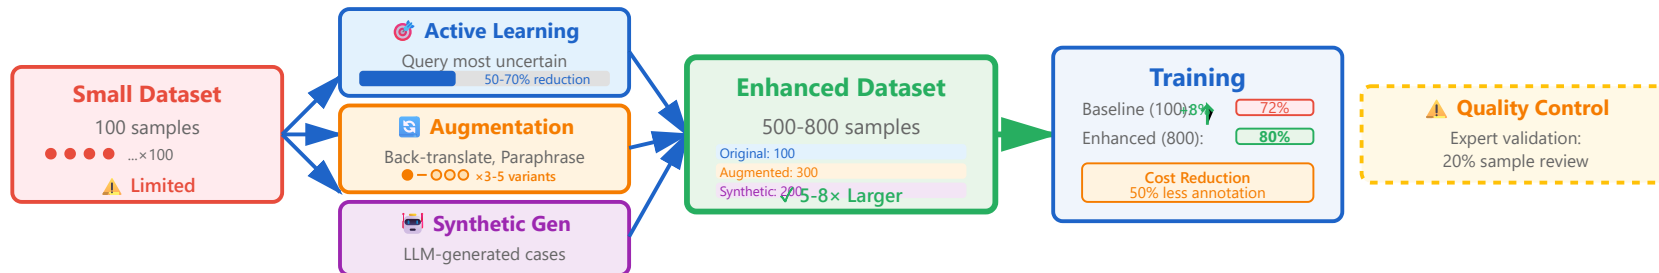 Small Dataset
100 samples
...×100
Limited
Active Learning
Query most uncertain
50-70% reduction
Augmentation
Back-translate, Paraphrase
×3-5 variants
Synthetic Gen
LLM-generated cases
Enhanced Dataset
500-800 samples
Original: 100
Augmented: 300
Synthetic: 200
✓ 5-8× Larger
Training
Baseline (100): +8% 72%
Enhanced (800): 80%
Cost Reduction
50% less annotation
Quality Control
Expert validation:
20% sample review